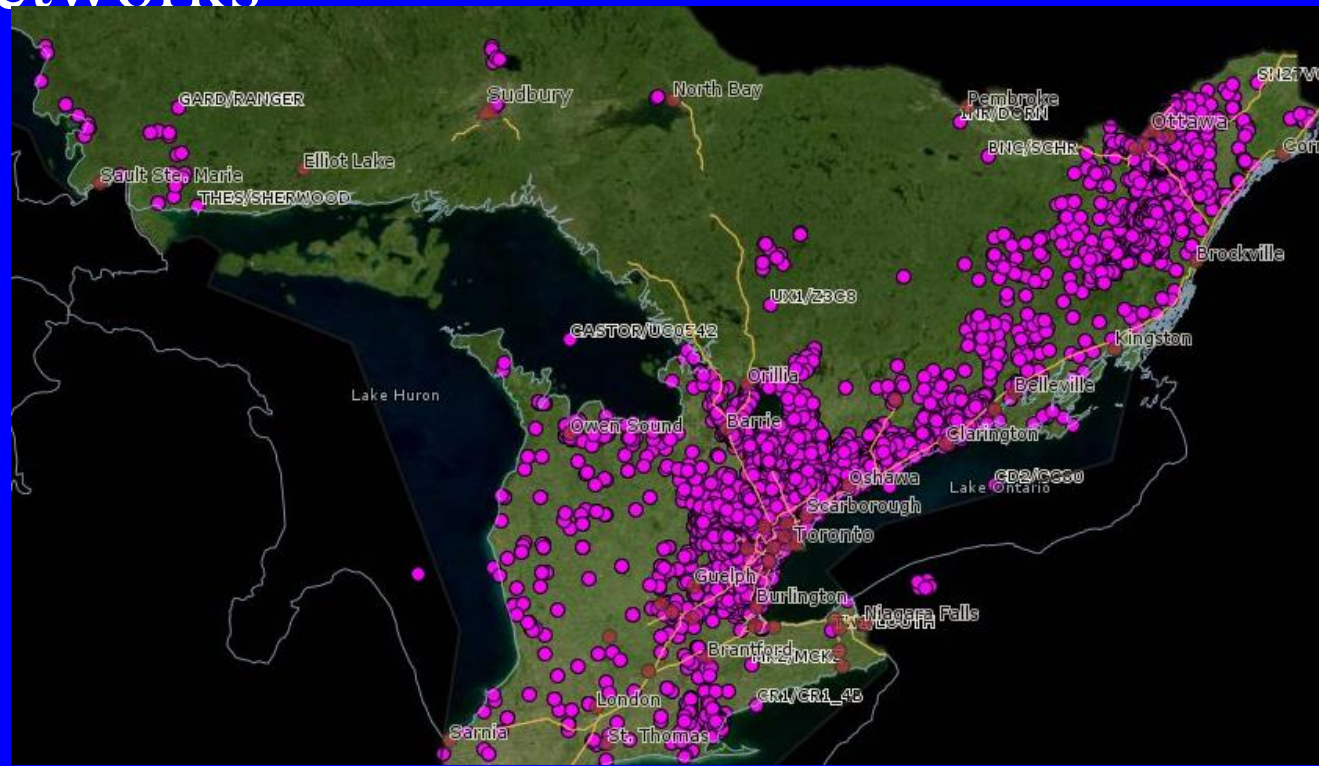 Sudbury
North Bay
GARD/RANGER
Pembroke
Ottawa
BNC/SCHR
Elliot Lake
Sault Ste. Marie
THES/SHERWOOD
Brockville
UX1/Z3C8
CASTOR/UC0542
Kingston
Orillia
Belleville
Lake Huron
Barrie
Owen Sound
Clarington
Oshawa
Lake Ontario
Scarborough
Toronto
Guelph
Burlington
Niagara Falls
Brantford
CR1/CR1_4B
London
Sarnia
St. Thomas